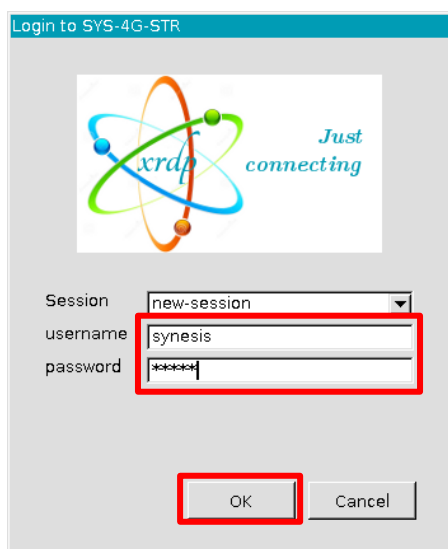 Login to SYS-4G-STR
xrdp
Just
connecting
Session
new-session
username
synesis
password
*****
OK
Cancel